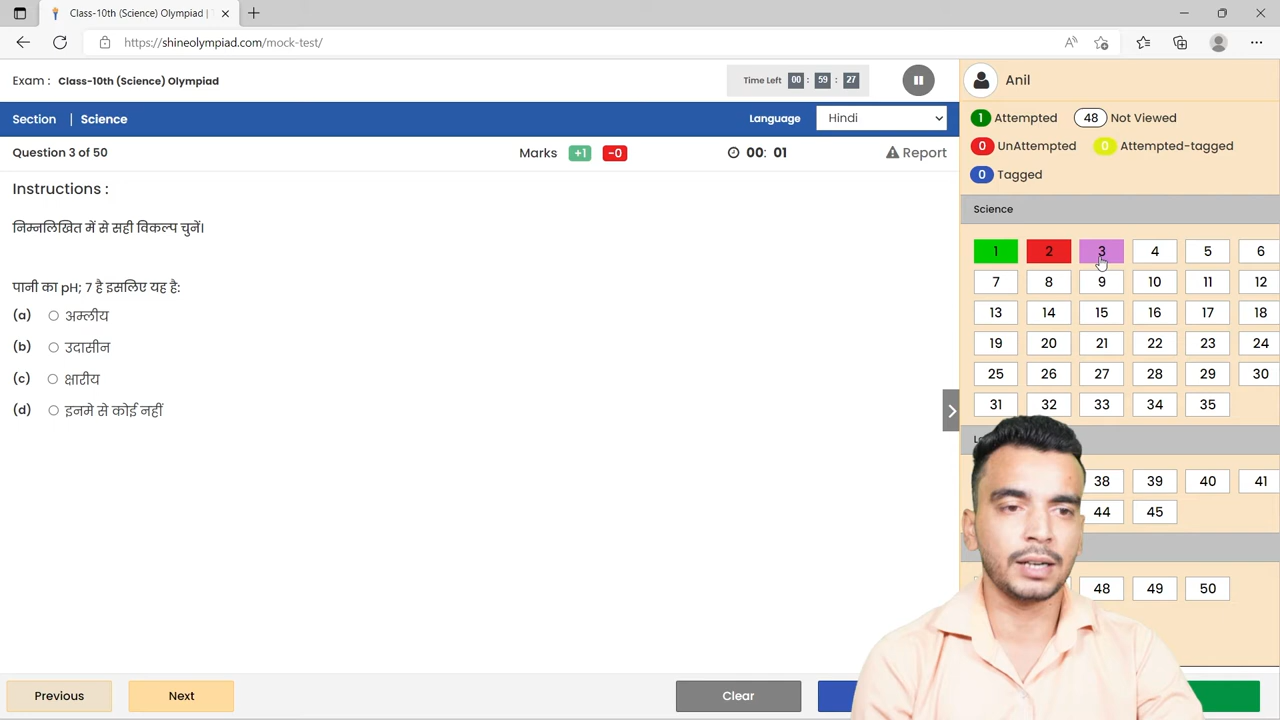 Class-10th (Science) Olympiad |
https://shineolympiad.com/mock-test/
Exam : Class-10th (Science) Olympiad
Time Left 00 : 59 : 27
Anil
Section | Science
Language Hindi
1 Attempted 48 Not Viewed
Question 3 of 50
Marks +1 -0
00: 01
Report
0 UnAttempted 0 Attempted-tagged
0 Tagged
Instructions :
Science
निम्नलिखित में से सही विकल्प चुनें।
1 2 3 4 5 6
पानी का pH; 7 है इसलिए यह है:
7 8 9 10 11 12
(a) अम्लीय
13 14 15 16 17 18
(b) उदासीन
19 20 21 22 23 24
(c) क्षारीय
25 26 27 28 29 30
(d) इनमे से कोई नहीं
31 32 33 34 35
38 39 40 41
44 45
48 49 50
Previous Next Clear